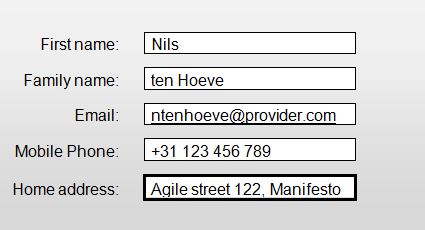 First name: Nils
Family name: ten Hoeve
Email: ntenhoeve@provider.com
Mobile Phone: +31 123 456 789
Home address: Agile street 122, Manifesto